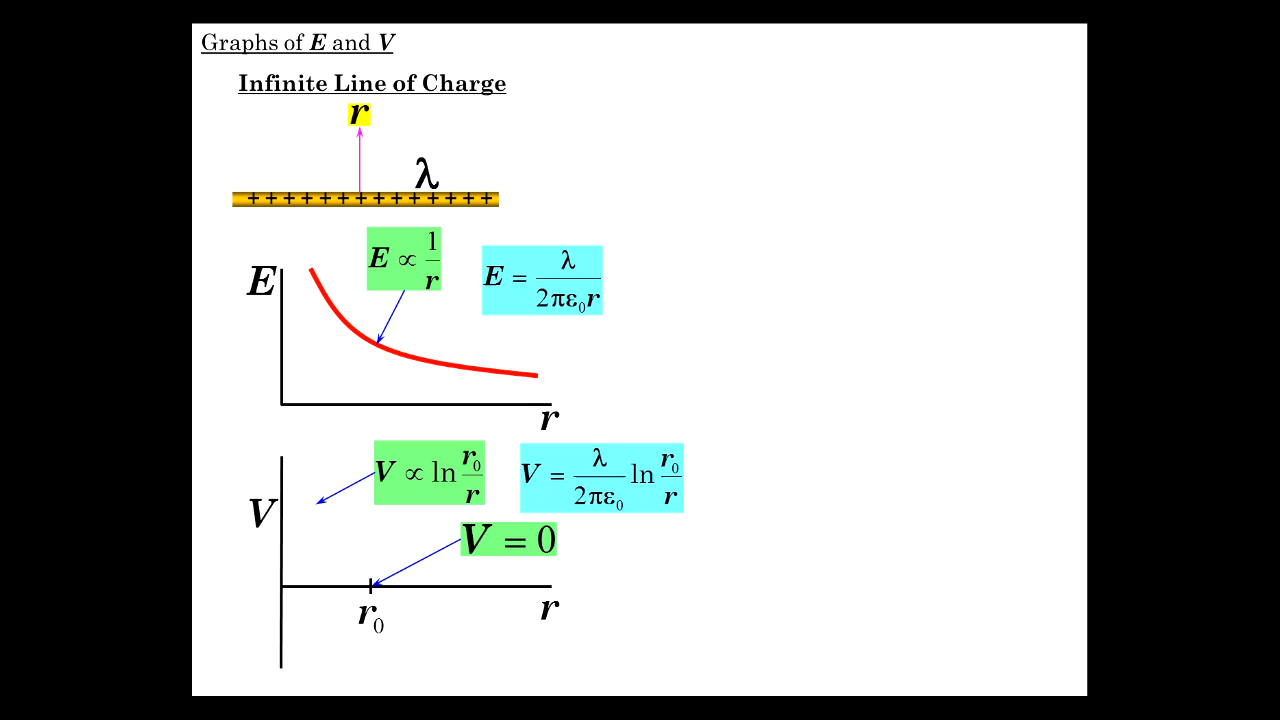 Graphs of E and V
Infinite Line of Charge
r
λ
+ + + + + + + + + + + + + +
E ∝ 1/r
E = λ/(2πε₀r)
E
r
V ∝ ln r₀/r
V = λ/(2πε₀) ln r₀/r
V
V = 0
r₀
r